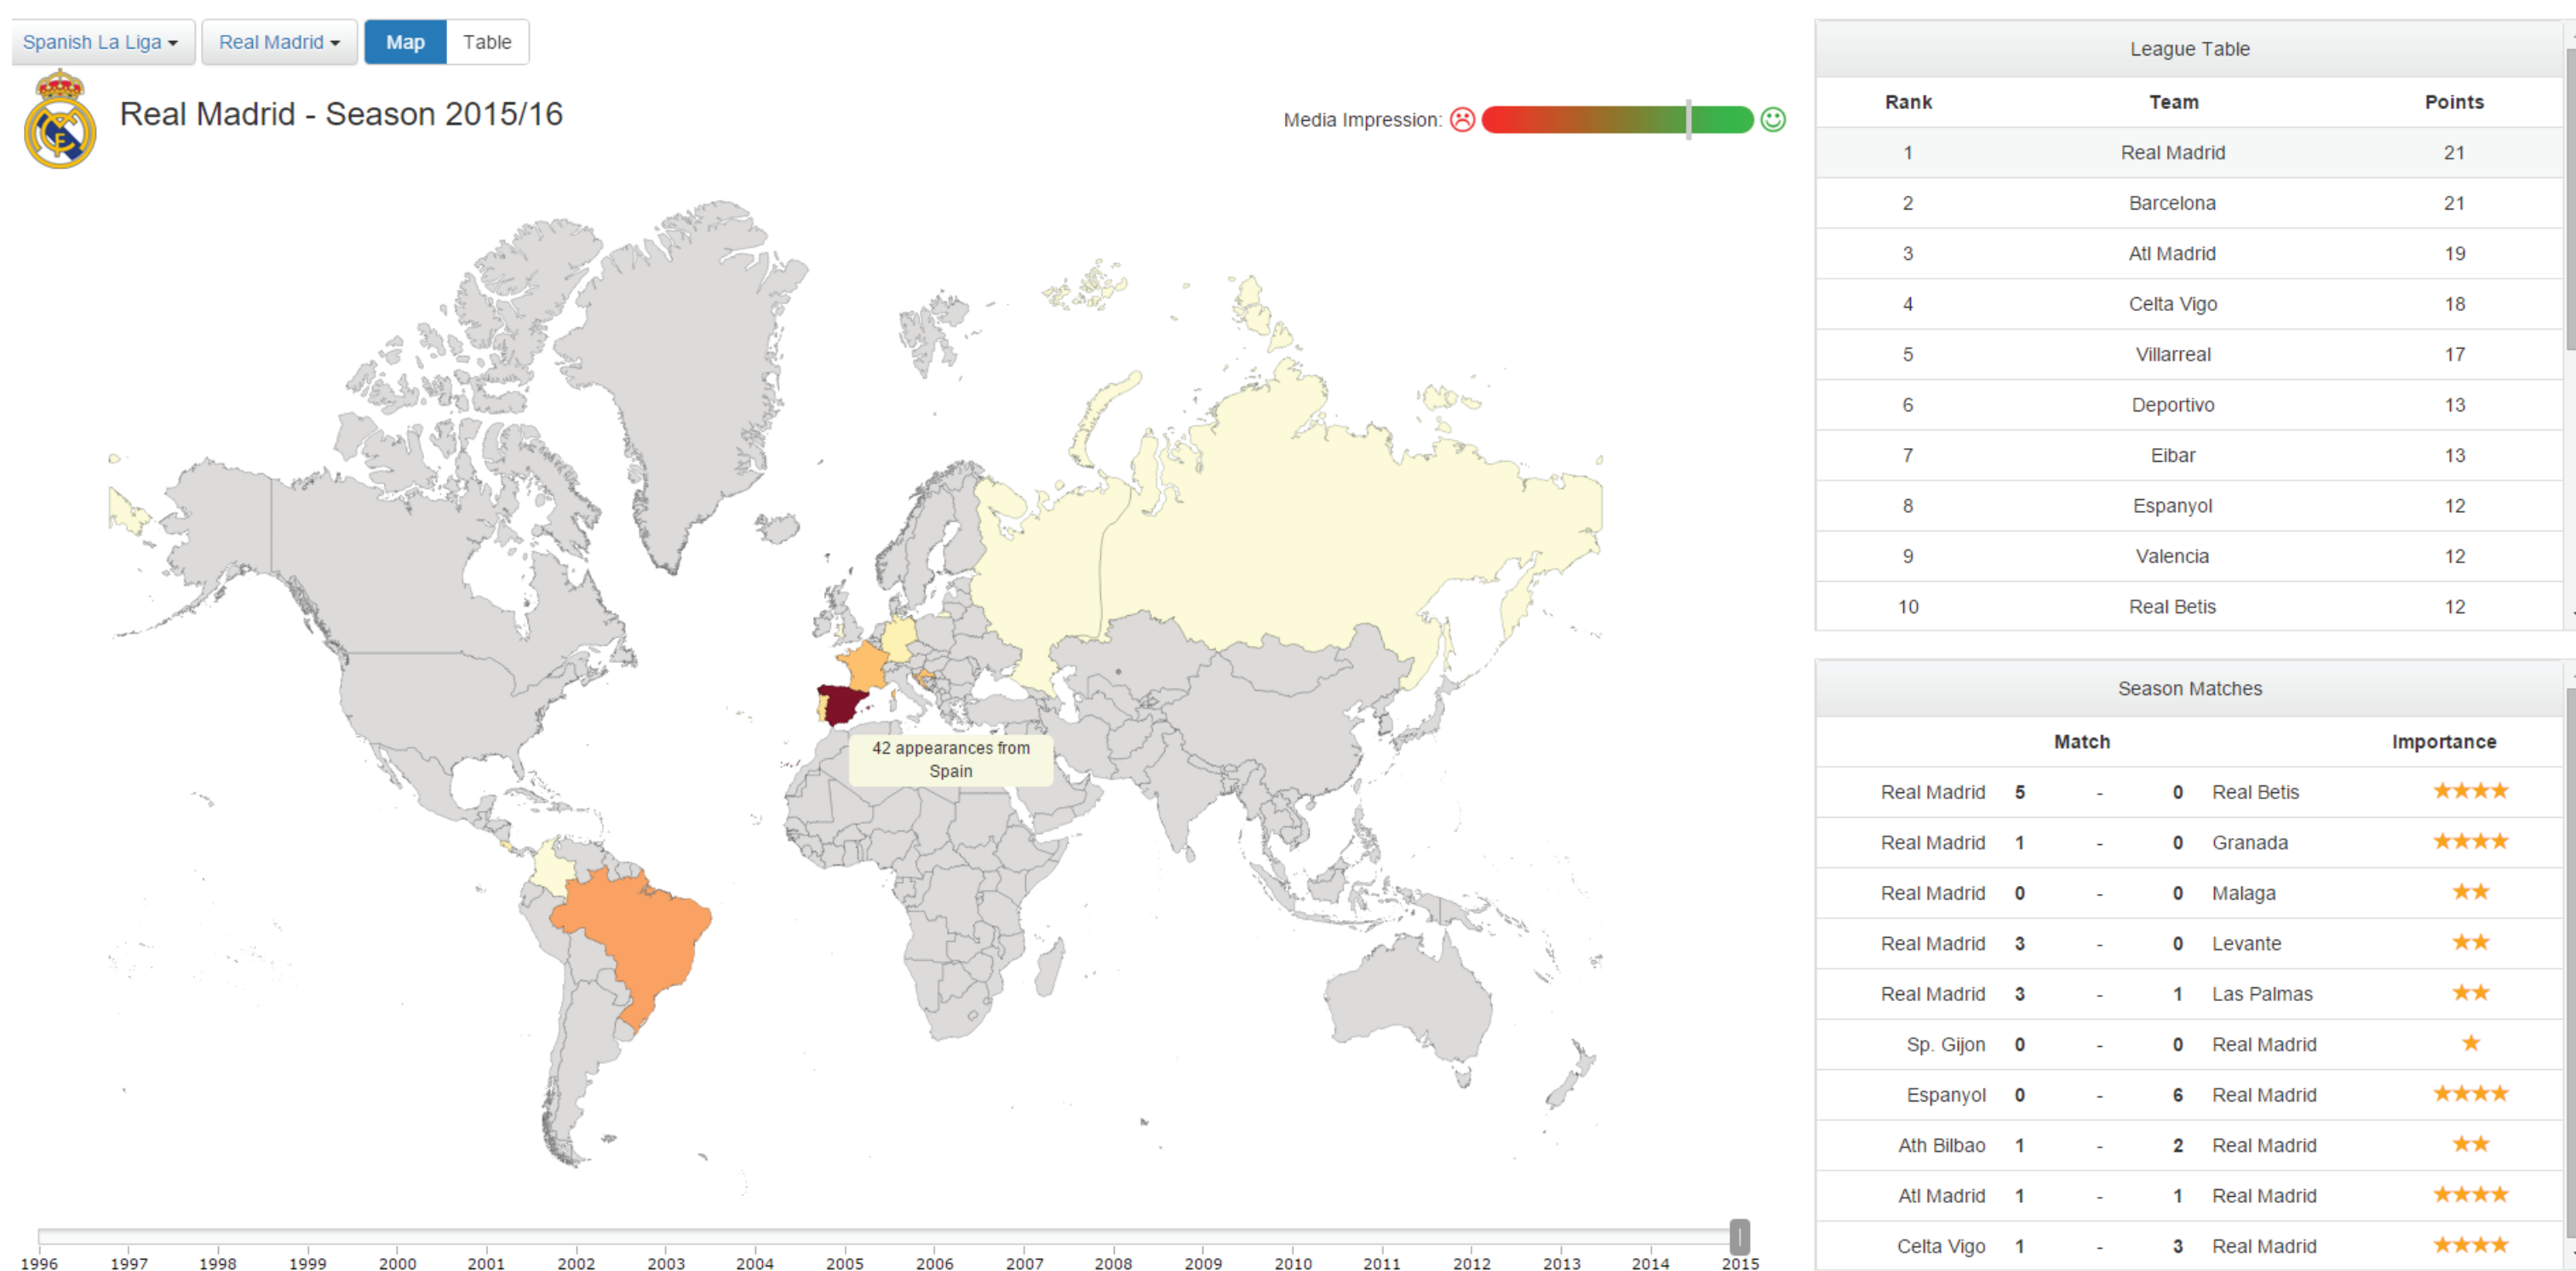 Spanish La Liga
Real Madrid
Map
Table
Real Madrid - Season 2015/16
Media Impression:
42 appearances from
Spain
1996 1997 1998 1999 2000 2001 2002 2003 2004 2005 2006 2007 2008 2009 2010 2011 2012 2013 2014 2015
League Table
Rank Team Points
1 Real Madrid 21
2 Barcelona 21
3 Atl Madrid 19
4 Celta Vigo 18
5 Villarreal 17
6 Deportivo 13
7 Eibar 13
8 Espanyol 12
9 Valencia 12
10 Real Betis 12
Season Matches
Match Importance
Real Madrid 5 - 0 Real Betis
Real Madrid 1 - 0 Granada
Real Madrid 0 - 0 Malaga
Real Madrid 3 - 0 Levante
Real Madrid 3 - 1 Las Palmas
Sp. Gijon 0 - 0 Real Madrid
Espanyol 0 - 6 Real Madrid
Ath Bilbao 1 - 2 Real Madrid
Atl Madrid 1 - 1 Real Madrid
Celta Vigo 1 - 3 Real Madrid